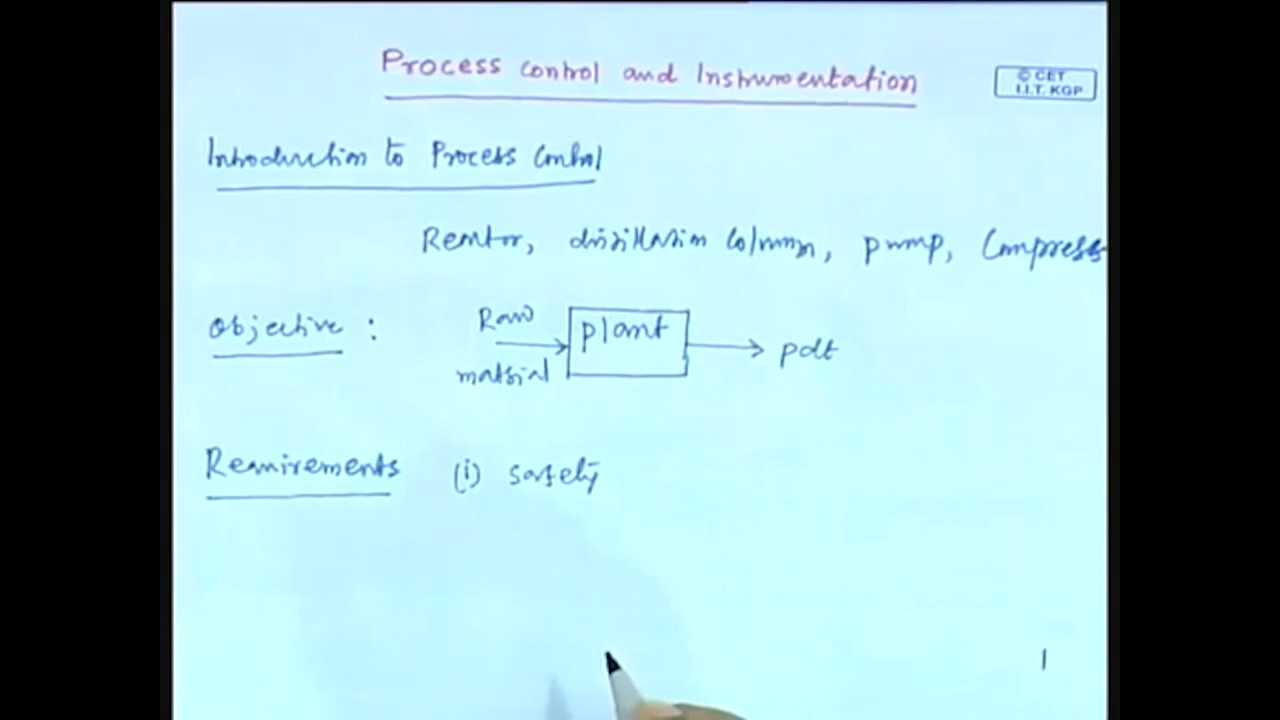 Process control and Instrumentation
© CET
I.I.T. KGP
Introduction to Process Control
Reactor, distillation Column, pump, Compress
Objective :
Raw
material
plant
pdt
Requirements (i) safety
1